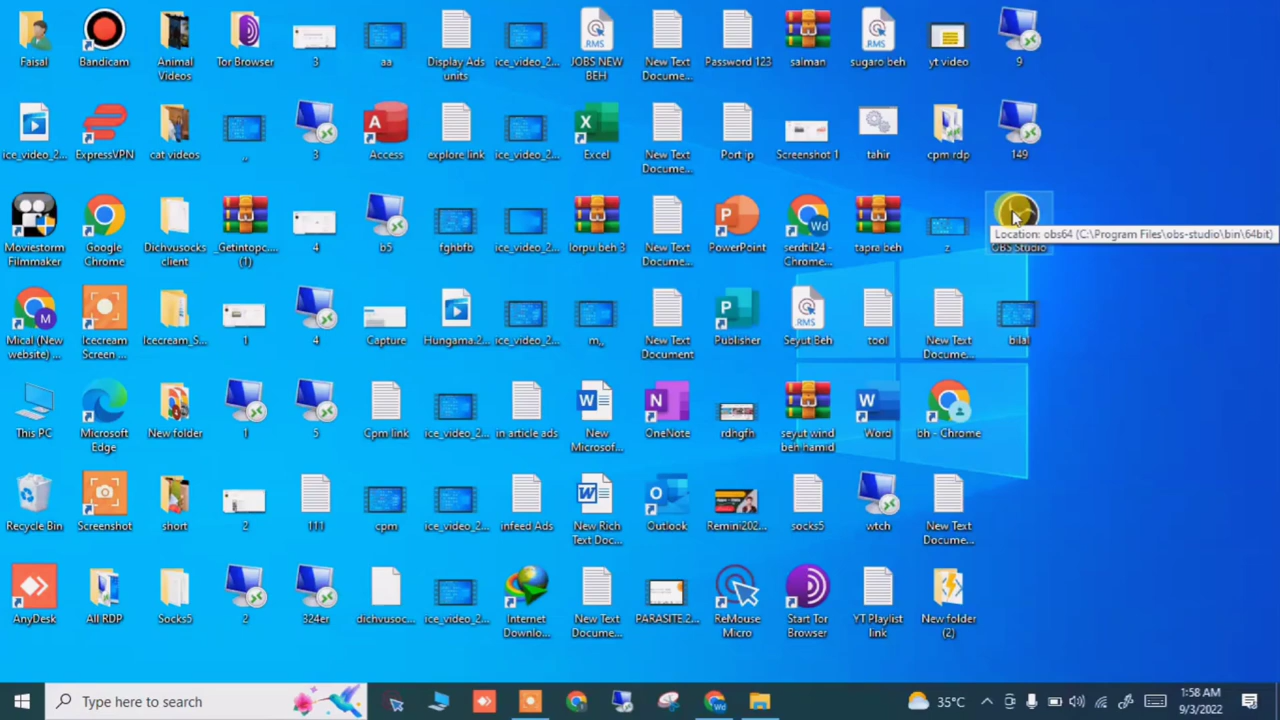 Faisal
Bandicam
Animal
Videos
Tor Browser
3
aa
Display Ads
units
ice_video_2...
JOBS NEW
BEH
New Text
Docume...
Password 123
salman
sugaro beh
yt video
9
ice_video_2...
ExpressVPN
cat videos
,,
3
Access
explore link
ice_video_2...
Excel
New Text
Docume...
Port ip
Screenshot 1
tahir
cpm rdp
149
Moviestorm
Filmmaker
Google
Chrome
Dichvusocks
client
_Getintopc....
(1)
4
b5
fghbfb
ice_video_2...
lorpu beh 3
New Text
Docume...
PowerPoint
serdtil24 -
Chrome...
tapra beh
z
OBS Studio
Location: obs64 (C:\Program Files\obs-studio\bin\64bit)
Mical (New
website) ...
Icecream
Screen ...
Icecream_S...
1
4
Capture
Hungama.2...
ice_video_2...
m,,
New Text
Document
Publisher
Seyut Beh
tool
New Text
Docume...
bilal
This PC
Microsoft
Edge
New folder
1
5
Cpm link
ice_video_2...
in article ads
New
Microsof...
OneNote
rdhgfn
seyut wind
beh hamid
Word
bh - Chrome
Recycle Bin
Screenshot
short
2
111
cpm
ice_video_2...
infeed Ads
New Rich
Text Doc...
Outlook
Remini202...
socks5
wtch
New Text
Docume...
AnyDesk
All RDP
Socks5
2
324er
dichvusoc...
ice_video_2...
Internet
Downlo...
New Text
Docume...
PARASITE.2...
ReMouse
Micro
Start Tor
Browser
YT Playlist
link
New folder
(2)
Type here to search
35°C
1:58 AM
9/3/2022